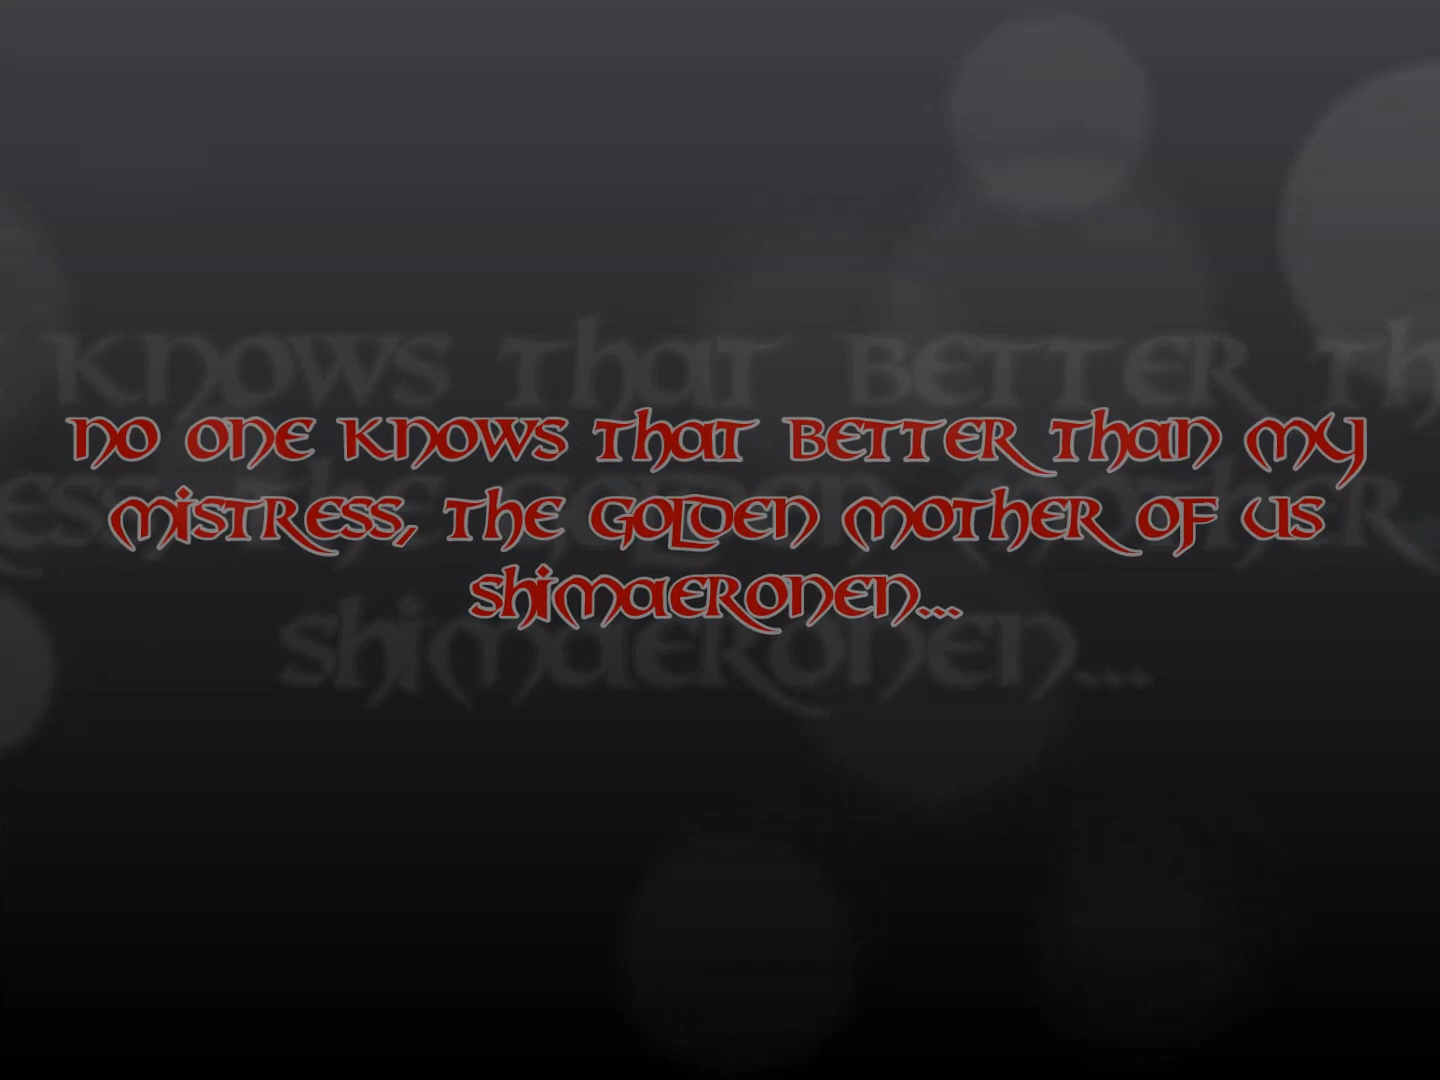 No one knows that better than my
mistress, the Golden Mother of us
Shimaeronen...